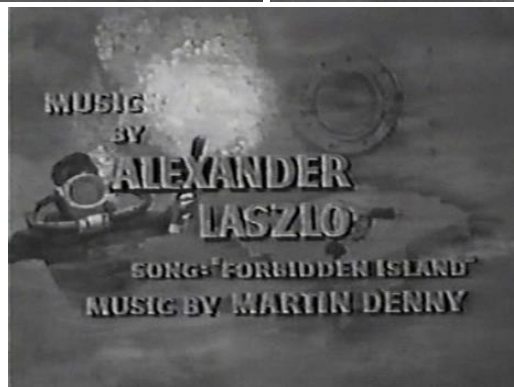 MUSIC
BY
ALEXANDER
LASZLO
SONG: "FORBIDDEN ISLAND"
MUSIC BY MARTIN DENNY